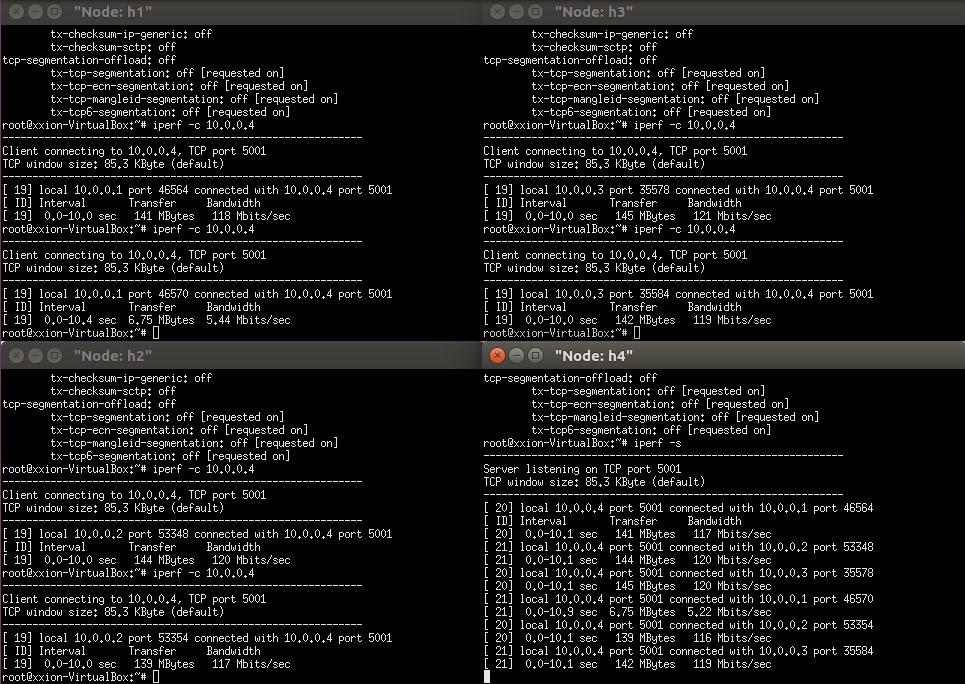 "Node: h1"
tx-checksum-ip-generic: off
tx-checksum-sctp: off
tcp-segmentation-offload: off
tx-tcp-segmentation: off [requested on]
tx-tcp-ecn-segmentation: off [requested on]
tx-tcp-mangleid-segmentation: off [requested on]
tx-tcp6-segmentation: off [requested on]
root@xxion-VirtualBox:~# iperf -c 10.0.0.4
------------------------------------------------------------
Client connecting to 10.0.0.4, TCP port 5001
TCP window size: 85.3 KByte (default)
------------------------------------------------------------
[ 19] local 10.0.0.1 port 46564 connected with 10.0.0.4 port 5001
[ ID] Interval       Transfer     Bandwidth
[ 19]  0.0-10.0 sec   141 MBytes   118 Mbits/sec
root@xxion-VirtualBox:~# iperf -c 10.0.0.4
------------------------------------------------------------
Client connecting to 10.0.0.4, TCP port 5001
TCP window size: 85.3 KByte (default)
------------------------------------------------------------
[ 19] local 10.0.0.1 port 46570 connected with 10.0.0.4 port 5001
[ ID] Interval       Transfer     Bandwidth
[ 19]  0.0-10.4 sec  6.75 MBytes  5.44 Mbits/sec
root@xxion-VirtualBox:~#
"Node: h3"
tx-checksum-ip-generic: off
tx-checksum-sctp: off
tcp-segmentation-offload: off
tx-tcp-segmentation: off [requested on]
tx-tcp-ecn-segmentation: off [requested on]
tx-tcp-mangleid-segmentation: off [requested on]
tx-tcp6-segmentation: off [requested on]
root@xxion-VirtualBox:~# iperf -c 10.0.0.4
------------------------------------------------------------
Client connecting to 10.0.0.4, TCP port 5001
TCP window size: 85.3 KByte (default)
------------------------------------------------------------
[ 19] local 10.0.0.3 port 35578 connected with 10.0.0.4 port 5001
[ ID] Interval       Transfer     Bandwidth
[ 19]  0.0-10.0 sec   145 MBytes   121 Mbits/sec
root@xxion-VirtualBox:~# iperf -c 10.0.0.4
------------------------------------------------------------
Client connecting to 10.0.0.4, TCP port 5001
TCP window size: 85.3 KByte (default)
------------------------------------------------------------
[ 19] local 10.0.0.3 port 35584 connected with 10.0.0.4 port 5001
[ ID] Interval       Transfer     Bandwidth
[ 19]  0.0-10.0 sec   142 MBytes   119 Mbits/sec
root@xxion-VirtualBox:~#
"Node: h2"
tx-checksum-ip-generic: off
tx-checksum-sctp: off
tcp-segmentation-offload: off
tx-tcp-segmentation: off [requested on]
tx-tcp-ecn-segmentation: off [requested on]
tx-tcp-mangleid-segmentation: off [requested on]
tx-tcp6-segmentation: off [requested on]
root@xxion-VirtualBox:~# iperf -c 10.0.0.4
------------------------------------------------------------
Client connecting to 10.0.0.4, TCP port 5001
TCP window size: 85.3 KByte (default)
------------------------------------------------------------
[ 19] local 10.0.0.2 port 53348 connected with 10.0.0.4 port 5001
[ ID] Interval       Transfer     Bandwidth
[ 19]  0.0-10.0 sec   144 MBytes   120 Mbits/sec
root@xxion-VirtualBox:~# iperf -c 10.0.0.4
------------------------------------------------------------
Client connecting to 10.0.0.4, TCP port 5001
TCP window size: 85.3 KByte (default)
------------------------------------------------------------
[ 19] local 10.0.0.2 port 53354 connected with 10.0.0.4 port 5001
[ ID] Interval       Transfer     Bandwidth
[ 19]  0.0-10.0 sec   139 MBytes   117 Mbits/sec
root@xxion-VirtualBox:~#
"Node: h4"
tcp-segmentation-offload: off
tx-tcp-segmentation: off [requested on]
tx-tcp-ecn-segmentation: off [requested on]
tx-tcp-mangleid-segmentation: off [requested on]
tx-tcp6-segmentation: off [requested on]
root@xxion-VirtualBox:~# iperf -s
------------------------------------------------------------
Server listening on TCP port 5001
TCP window size: 85.3 KByte (default)
------------------------------------------------------------
[ 20] local 10.0.0.4 port 5001 connected with 10.0.0.1 port 46564
[ ID] Interval       Transfer     Bandwidth
[ 20]  0.0-10.1 sec   141 MBytes   117 Mbits/sec
[ 21] local 10.0.0.4 port 5001 connected with 10.0.0.2 port 53348
[ 21]  0.0-10.1 sec   144 MBytes   120 Mbits/sec
[ 20] local 10.0.0.4 port 5001 connected with 10.0.0.3 port 35578
[ 20]  0.0-10.1 sec   145 MBytes   120 Mbits/sec
[ 21] local 10.0.0.4 port 5001 connected with 10.0.0.1 port 46570
[ 21]  0.0-10.9 sec  6.75 MBytes  5.22 Mbits/sec
[ 20] local 10.0.0.4 port 5001 connected with 10.0.0.2 port 53354
[ 20]  0.0-10.1 sec   139 MBytes   116 Mbits/sec
[ 21] local 10.0.0.4 port 5001 connected with 10.0.0.3 port 35584
[ 21]  0.0-10.1 sec   142 MBytes   119 Mbits/sec